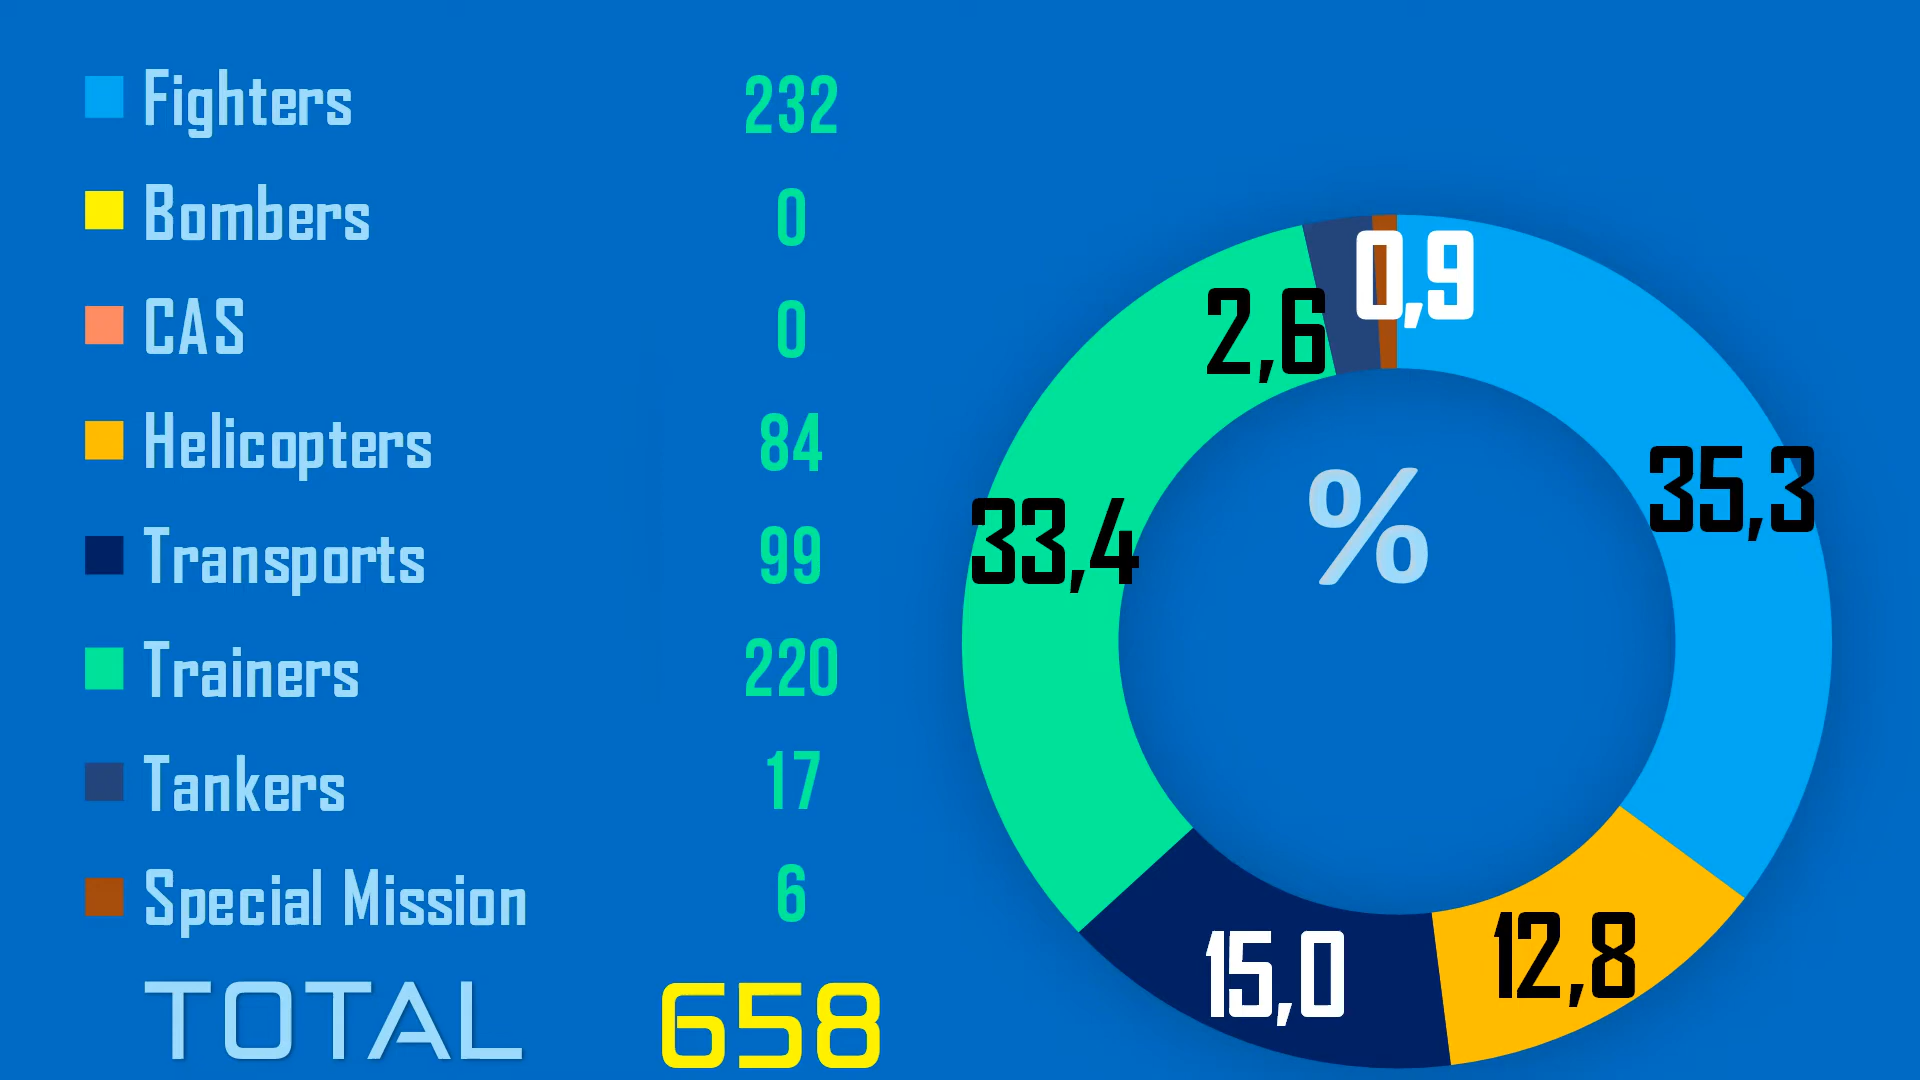 Fighters 232
Bombers 0
CAS 0
Helicopters 84
Transports 99
Trainers 220
Tankers 17
Special Mission 6
TOTAL 658
0,9
2,6
35,3
%
33,4
12,8
15,0